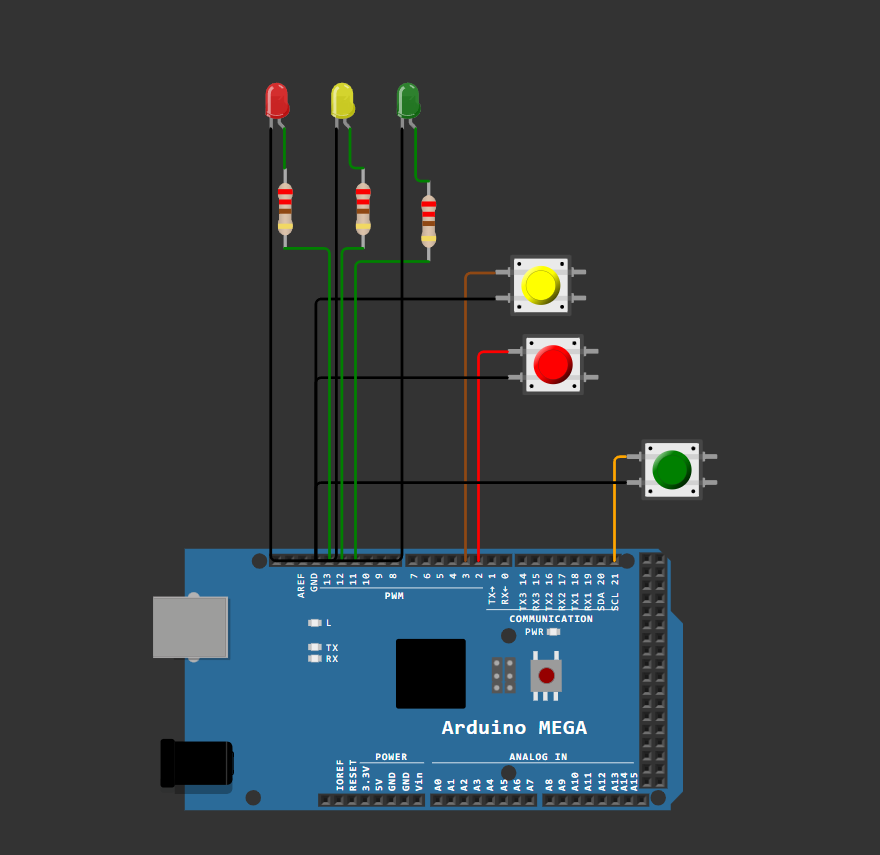 AREF
GND
13
12
11
10
9
8
7
6
5
4
3
2
TX→ 1
RX← 0
TX3 14
RX3 15
TX2 16
RX2 17
TX1 18
RX1 19
SDA 20
SCL 21
PWM
COMMUNICATION
L
PWR
TX
RX
Arduino MEGA
POWER
ANALOG IN
IOREF
RESET
3.3V
5V
GND
GND
Vin
A0
A1
A2
A3
A4
A5
A6
A7
A8
A9
A10
A11
A12
A13
A14
A15